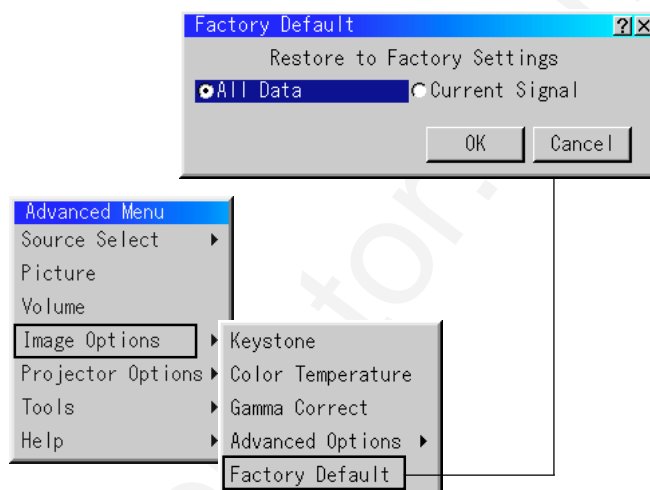 Factory Default
Restore to Factory Settings
All Data Current Signal
OK Cancel
Advanced Menu
Source Select
Picture
Volume
Image Options
Projector Options
Tools
Help
Keystone
Color Temperature
Gamma Correct
Advanced Options
Factory Default